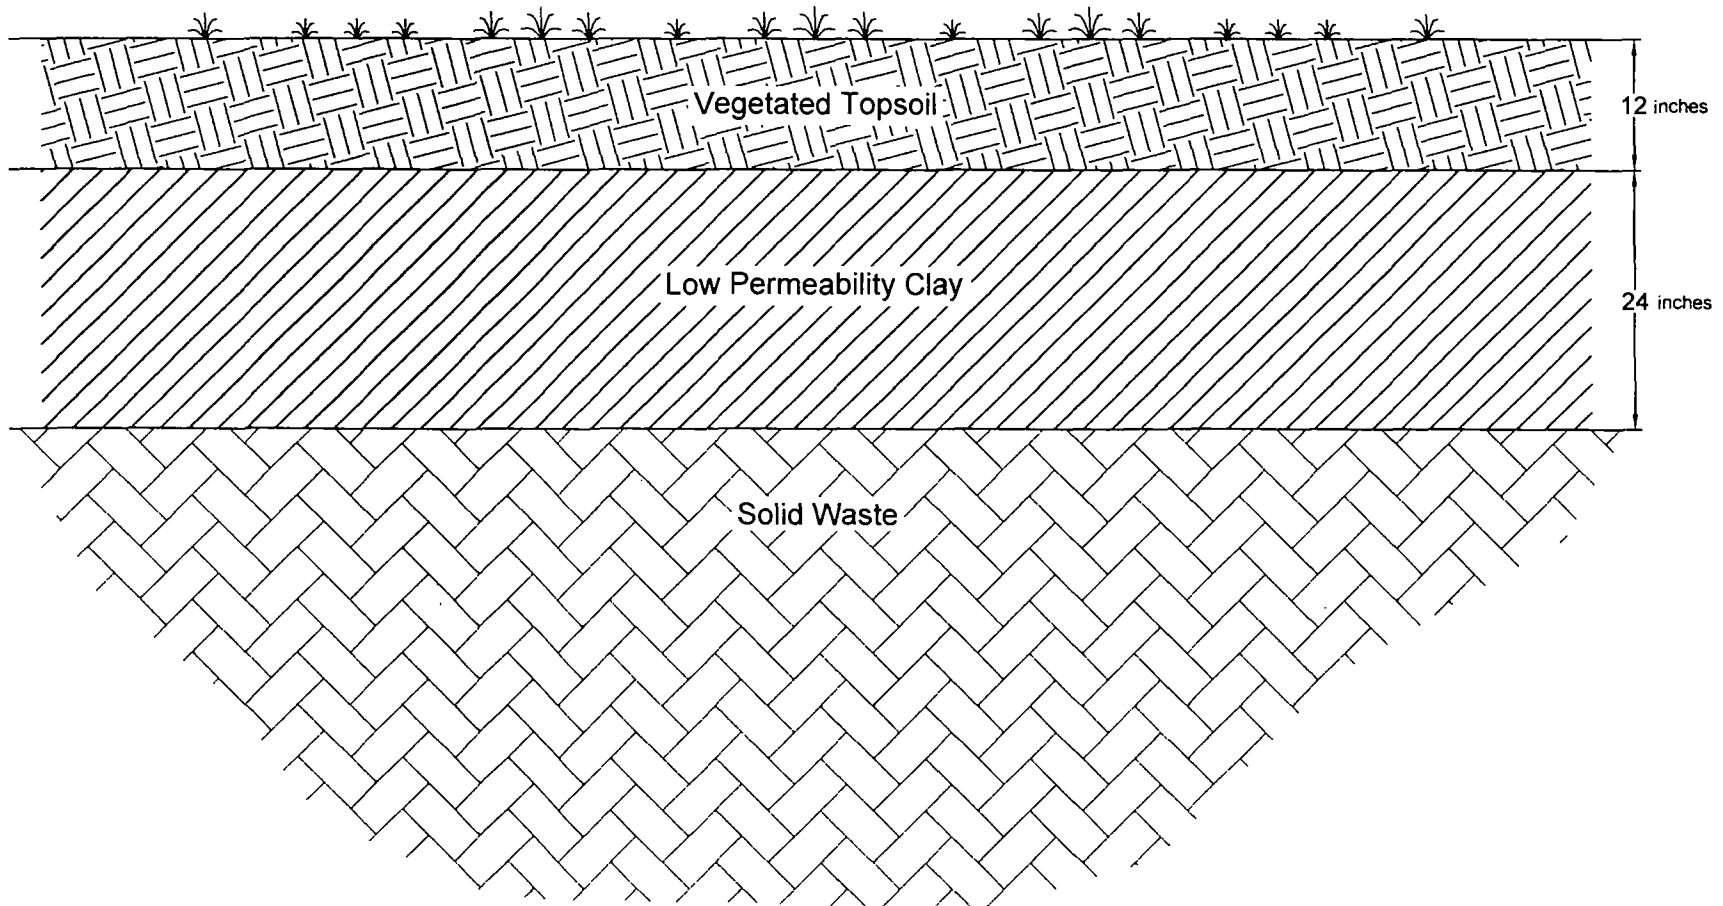 Vegetated Topsoil
12 inches
Low Permeability Clay
24 inches
Solid Waste